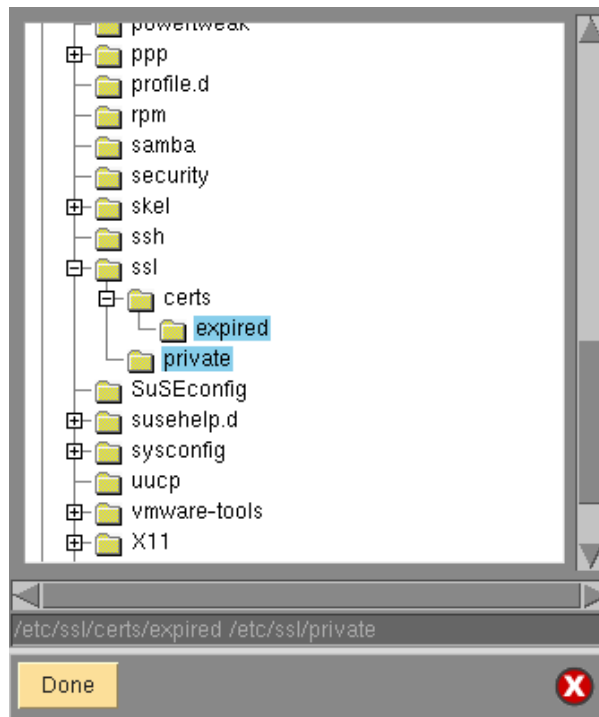 powertweak
ppp
profile.d
rpm
samba
security
skel
ssh
ssl
certs
expired
private
SuSEconfig
susehelp.d
sysconfig
uucp
vmware-tools
X11
/etc/ssl/certs/expired /etc/ssl/private
Done